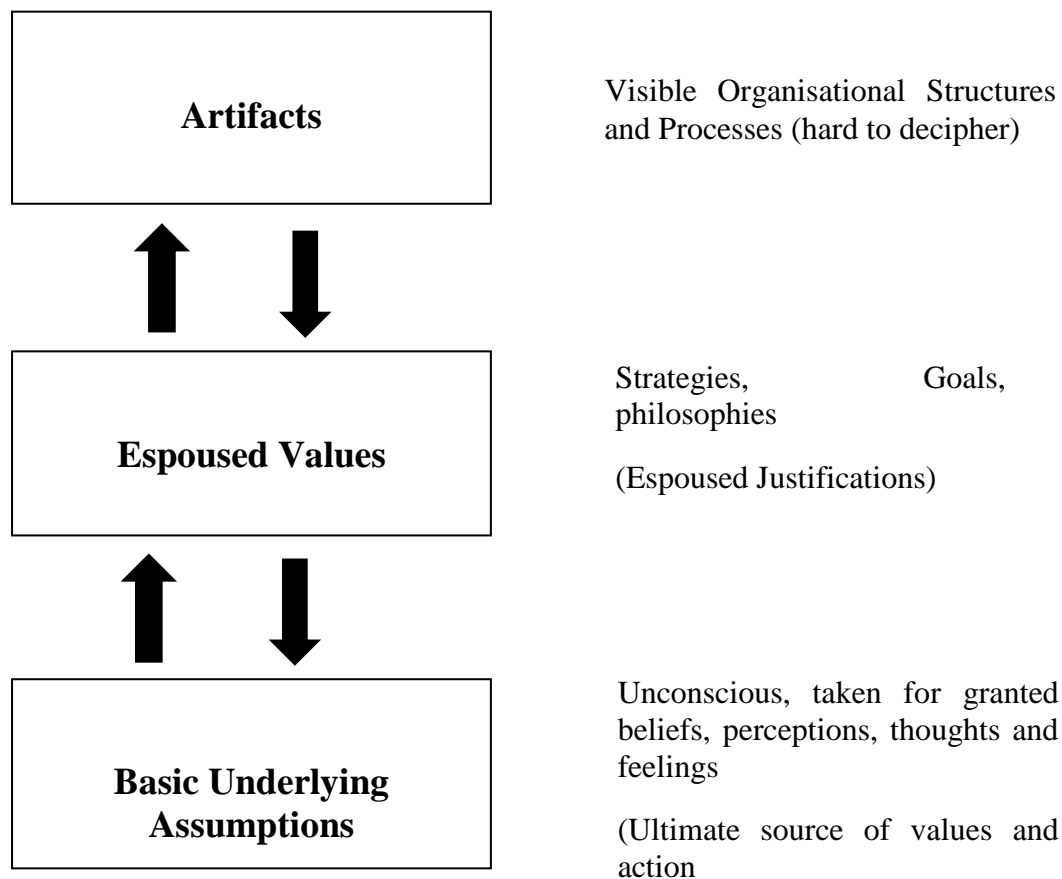 Artifacts
Visible Organisational Structures
and Processes (hard to decipher)
Espoused Values
Strategies, Goals,
philosophies
(Espoused Justifications)
Basic Underlying
Assumptions
Unconscious, taken for granted
beliefs, perceptions, thoughts and
feelings
(Ultimate source of values and
action